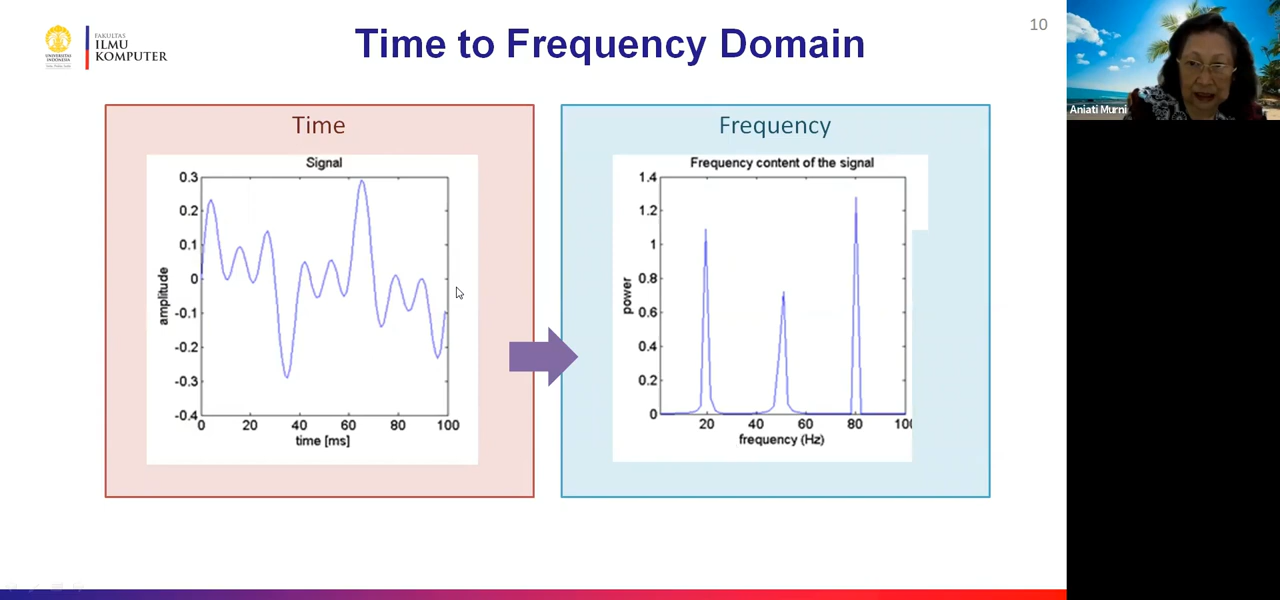 10
FAKULTAS
ILMU
KOMPUTER
UNIVERSITAS
INDONESIA
Time to Frequency Domain
Aniati Murni
Time
Signal
0.3
0.2
0.1
0
-0.1
-0.2
-0.3
-0.4
amplitude
0 20 40 60 80 100
time [ms]
Frequency
Frequency content of the signal
1.4
1.2
1
0.8
0.6
0.4
0.2
0
power
20 40 60 80 100
frequency (Hz)